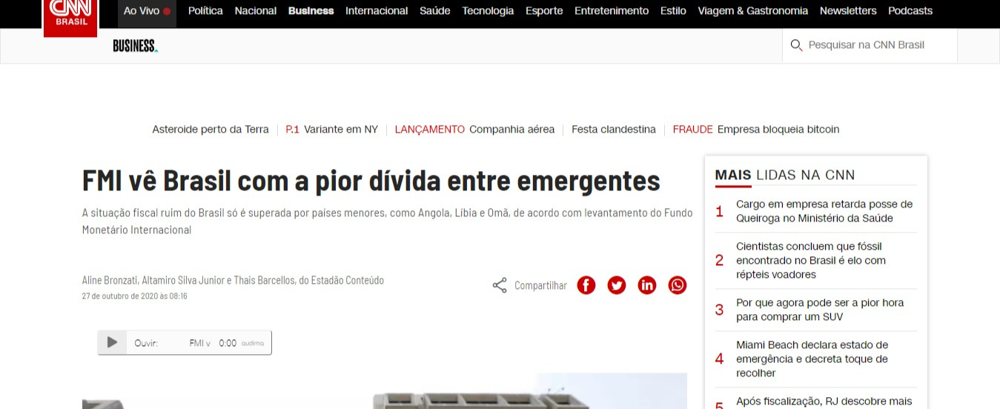 CNN
BRASIL
Ao Vivo
Política
Nacional
Business
Internacional
Saúde
Tecnologia
Esporte
Entretenimento
Estilo
Viagem & Gastronomia
Newsletters
Podcasts
BUSINESS
Pesquisar na CNN Brasil
Asteroide perto da Terra
P.1 Variante em NY
LANÇAMENTO Companhia aérea
Festa clandestina
FRAUDE Empresa bloqueia bitcoin
FMI vê Brasil com a pior dívida entre emergentes
A situação fiscal ruim do Brasil só é superada por países menores, como Angola, Líbia e Omã, de acordo com levantamento do Fundo
Monetário Internacional
Aline Bronzati, Altamiro Silva Junior e Thais Barcellos, do Estadão Conteúdo
27 de outubro de 2020 às 08:16
Compartilhar
Ouvir:
FMI v
0:00
audima
MAIS LIDAS NA CNN
1
Cargo em empresa retarda posse de
Queiroga no Ministério da Saúde
2
Cientistas concluem que fóssil
encontrado no Brasil é elo com
répteis voadores
3
Por que agora pode ser a pior hora
para comprar um SUV
4
Miami Beach declara estado de
emergência e decreta toque de
recolher
5
Após fiscalização, RJ descobre mais